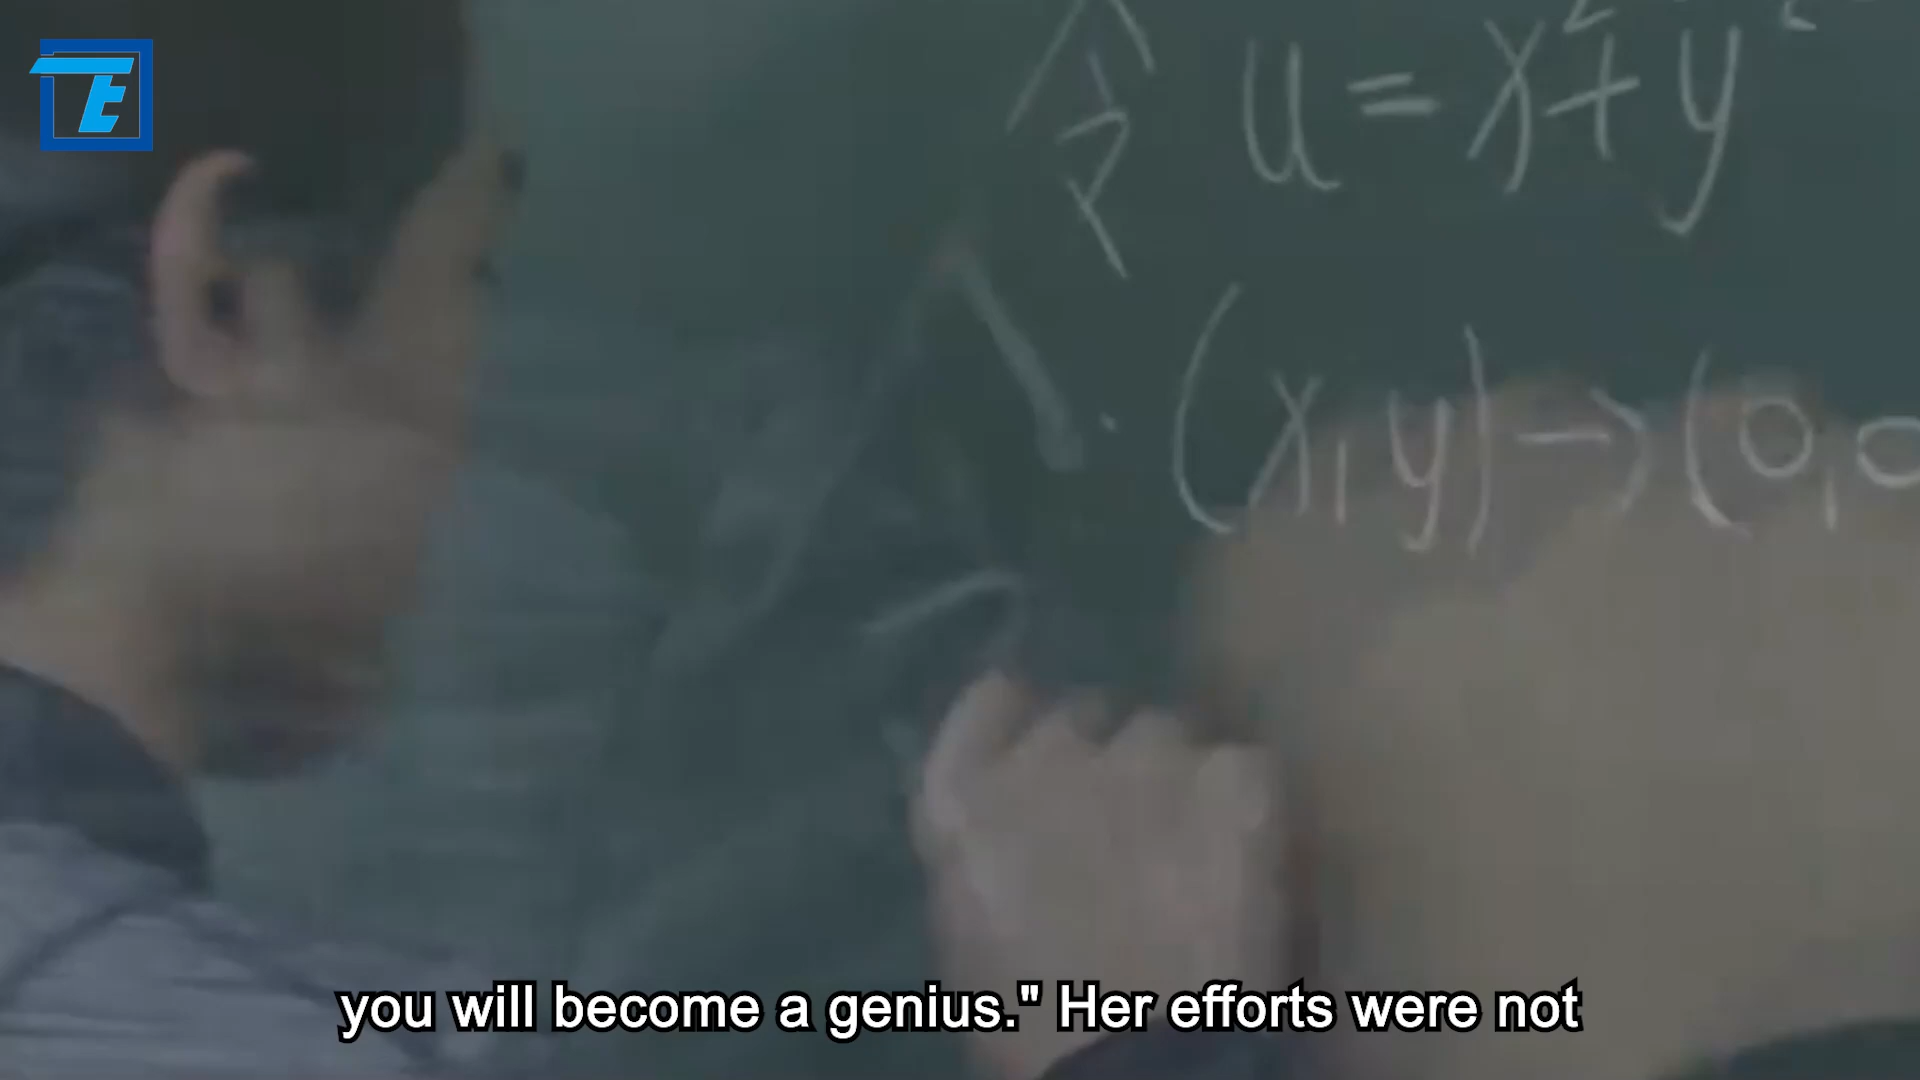 令 u = x² + y²
(x,y) → (0,0
you will become a genius." Her efforts were not